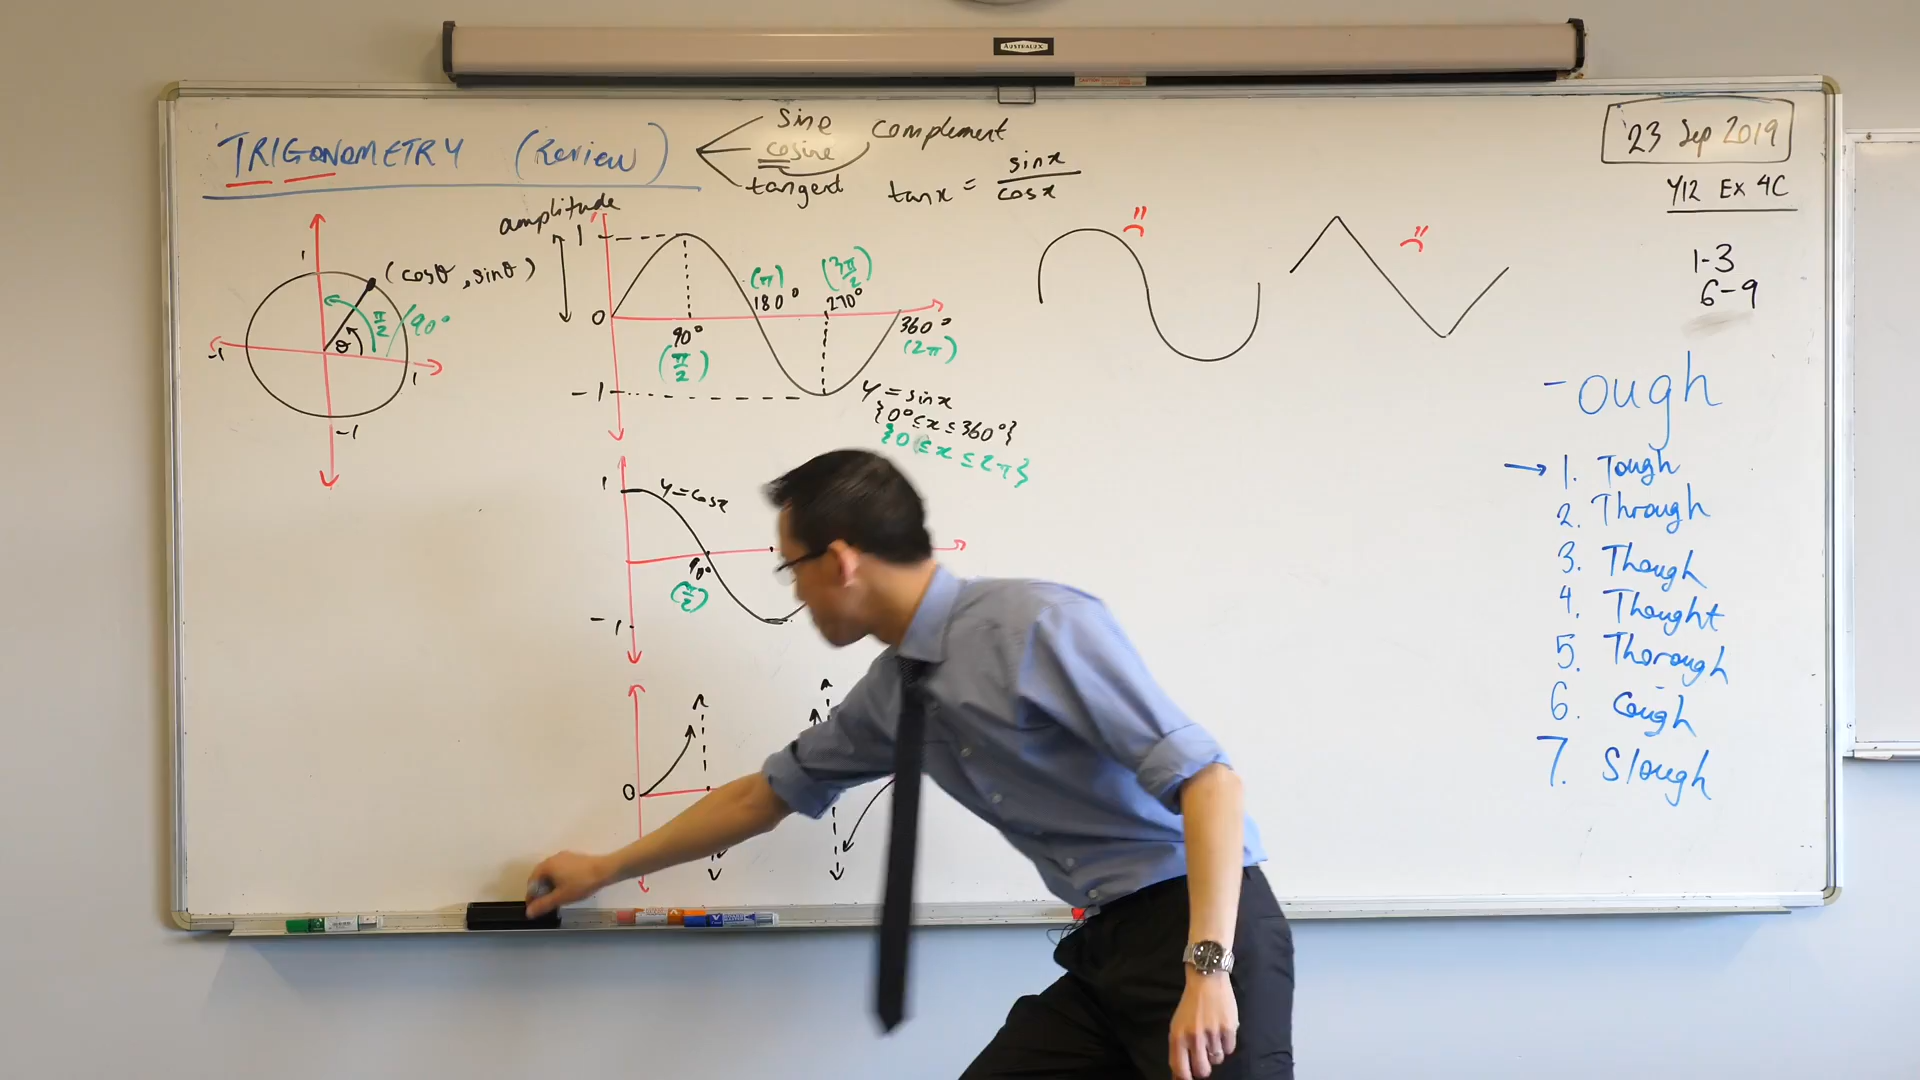 AUSTRALEX
TRIGONOMETRY (Review)
sine
cosine
complement
tangent
tan x = sin x / cos x
23 Sep 2019
Y12 Ex 4C
1-3
6-9
amplitude
1
(cosθ, sinθ)
π/2 / 90°
θ
-1
1
-1
1
0
-1
90°
(π/2)
(π)
180°
(3π/2)
270°
360°
(2π)
y = sin x
{0° ≤ x ≤ 360°}
{0 ≤ x ≤ 2π}
1
y = cos x
90°
(π/2)
-1
0
-ough
→ 1. Tough
2. Through
3. Though
4. Thought
5. Thorough
6. Cough
7. Slough